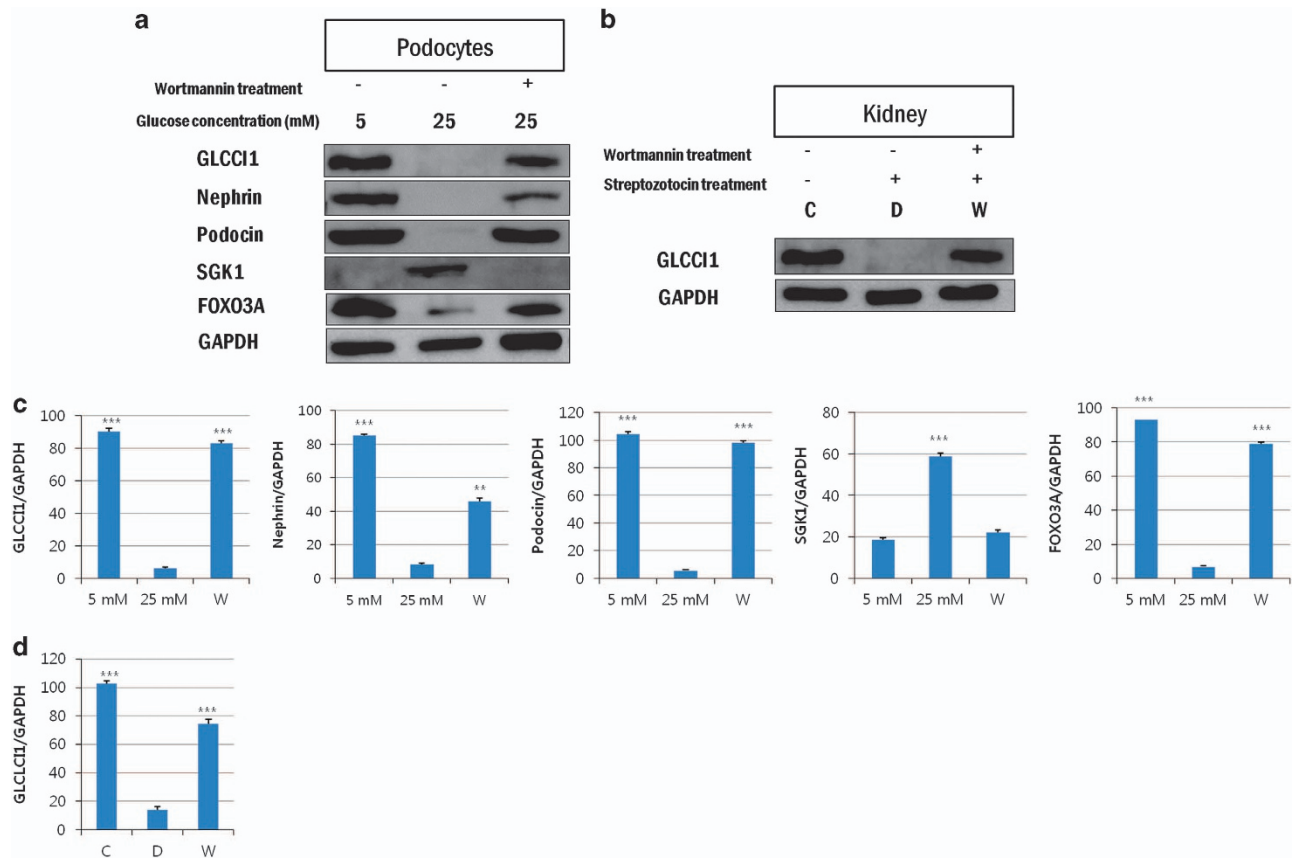 a
Podocytes
Wortmannin treatment - - +
Glucose concentration (mM) 5 25 25
GLCCI1
Nephrin
Podocin
SGK1
FOXO3A
GAPDH
b
Kidney
Wortmannin treatment - - +
Streptozotocin treatment - + +
C D W
GLCCI1
GAPDH
c
GLCCI1/GAPDH
100
80
60
40
20
0
*** ***
5 mM 25 mM W
Nephrin/GAPDH
100
80
60
40
20
0
*** **
5 mM 25 mM W
Podocin/GAPDH
120
100
80
60
40
20
0
*** ***
5 mM 25 mM W
SGK1/GAPDH
80
60
40
20
0
***
5 mM 25 mM W
FOXO3A/GAPDH
100
80
60
40
20
0
*** ***
5 mM 25 mM W
d
GLCLCI1/GAPDH
120
100
80
60
40
20
0
*** ***
C D W